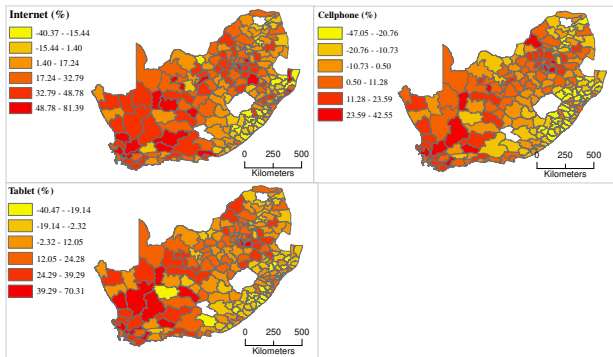 Internet (%)
-40.37 - -15.44
-15.44 - 1.40
1.40 - 17.24
17.24 - 32.79
32.79 - 48.78
48.78 - 81.39
0 250 500
Kilometers
Cellphone (%)
-47.05 - -20.76
-20.76 - -10.73
-10.73 - 0.50
0.50 - 11.28
11.28 - 23.59
23.59 - 42.55
0 250 500
Kilometers
Tablet (%)
-40.47 - -19.14
-19.14 - -2.32
-2.32 - 12.05
12.05 - 24.28
24.29 - 39.29
39.29 - 70.31
0 250 500
Kilometers